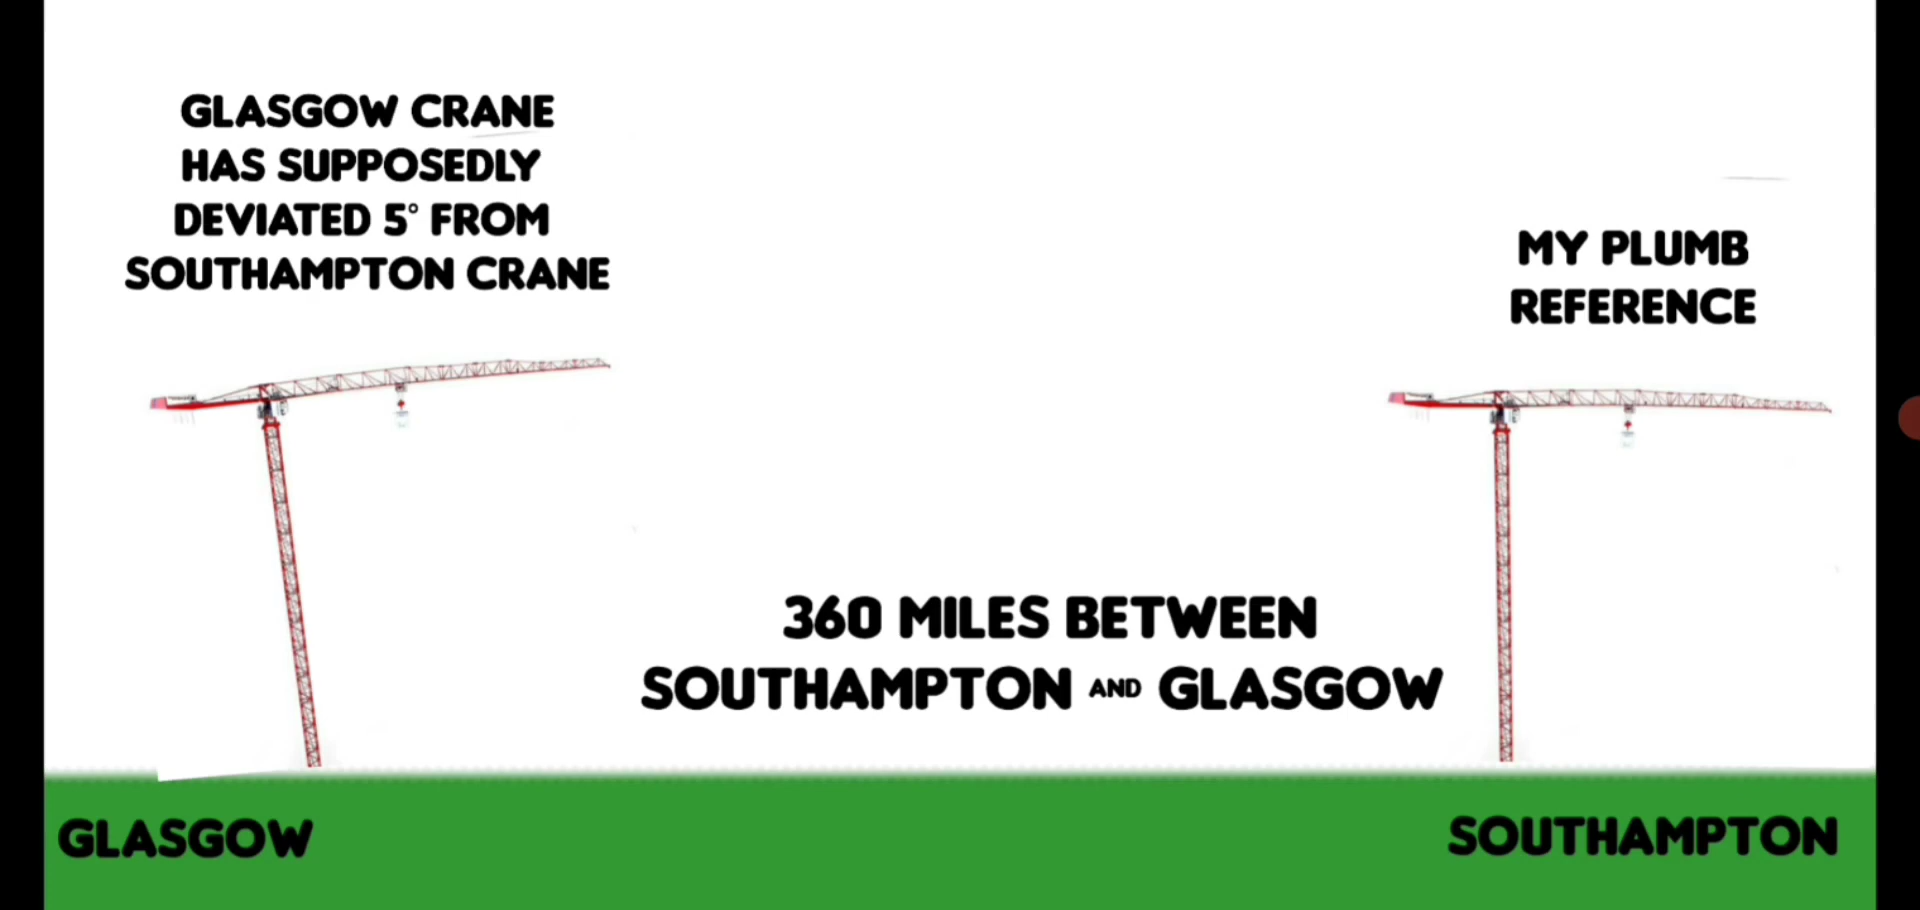 GLASGOW CRANE
HAS SUPPOSEDLY
DEVIATED 5° FROM
SOUTHAMPTON CRANE
MY PLUMB
REFERENCE
360 MILES BETWEEN
SOUTHAMPTON AND GLASGOW
GLASGOW
SOUTHAMPTON